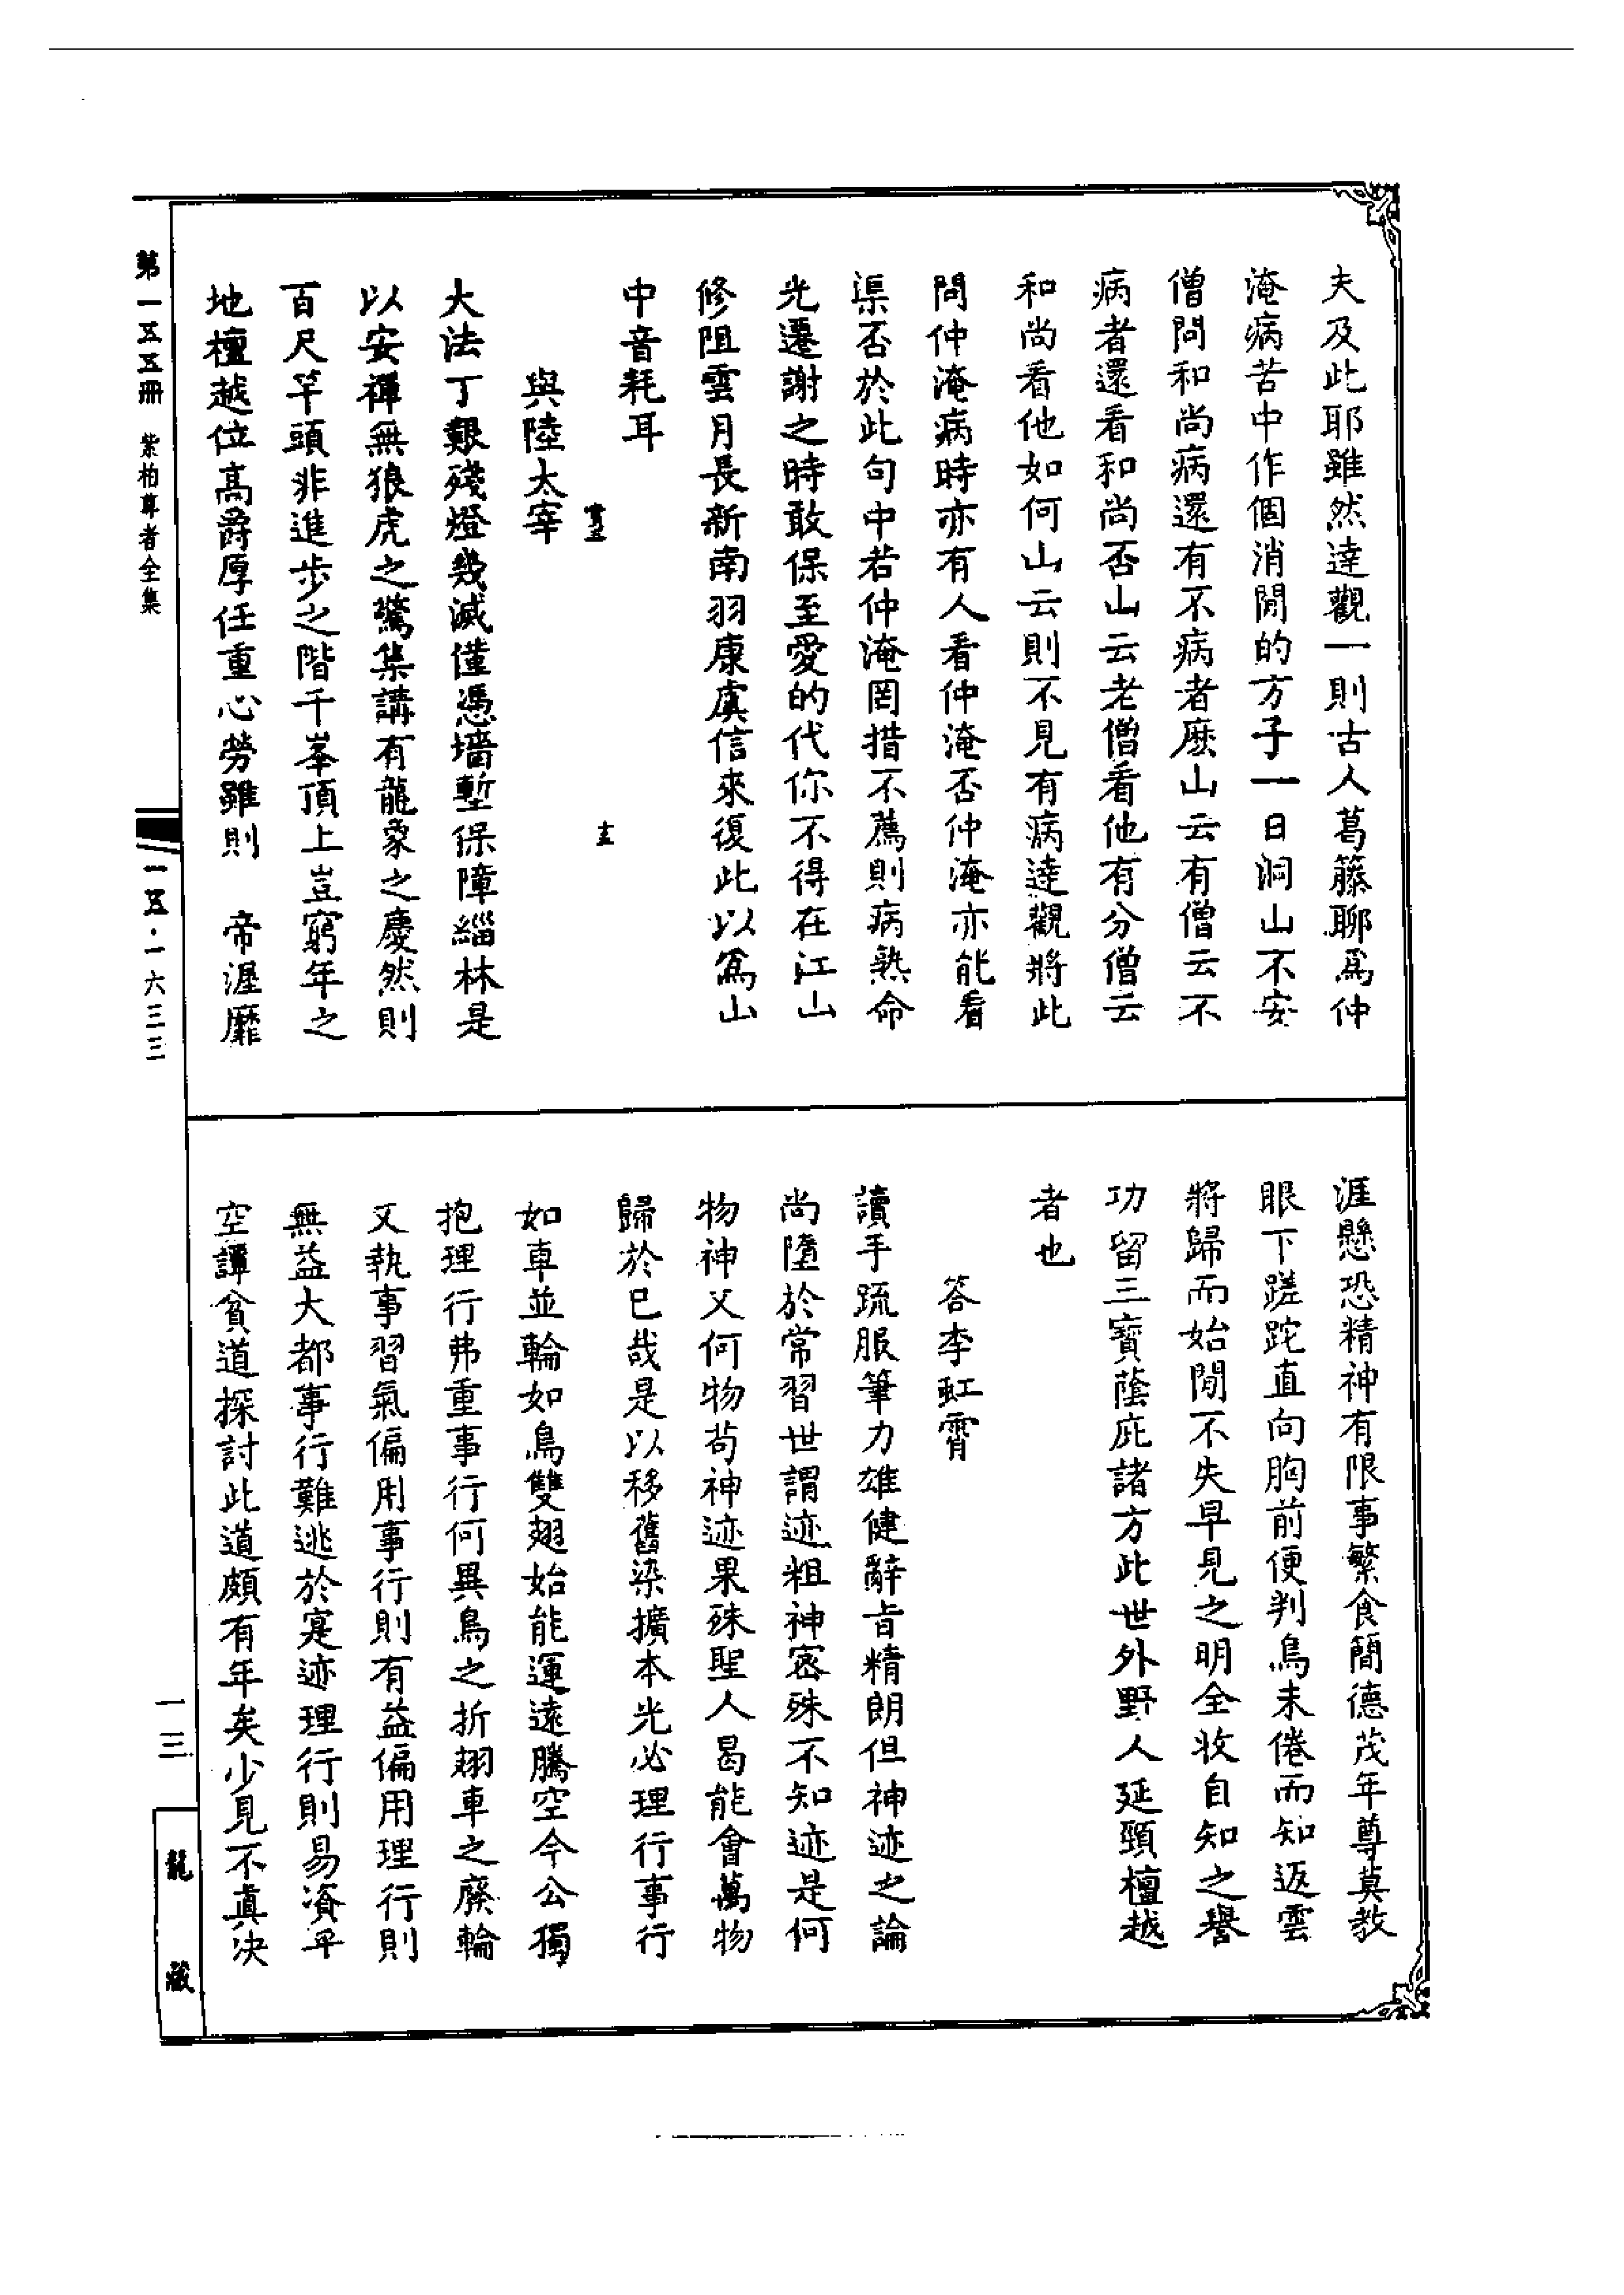 夫及此耶雖然達觀一則古人葛籐聊為仲
淹病苦中作個消閒的方子一日洞山不安
僧問和尚病還有不病者麼山云有僧云不
病者還看和尚否山云老僧看他有分僧云
和尚看他如何山云則不見有病達觀將此
問仲淹病時亦有人看仲淹否仲淹亦能看
渠否於此句中若仲淹罔措不薦則病熱命
光遷謝之時敢保至愛的代你不得在江山
修阻雲月長新南羽康虞信來復此以為山
中音耗耳
與陸太宰
大法丁艱殘燈幾滅僅憑墻塹保障緇林是
以安禪無狼虎之驚集講有龍象之慶然則
百尺竿頭非進步之階千峯頂上豈窮年之
地檀越位高爵厚任重心勞雖則　帝渥靡
涯懸恐精神有限事繁食簡德茂年尊莫教
眼下蹉跎直向胸前便判鳥未倦而知返雲
將歸而始閒不失早見之明全收自知之譽
功留三寶蔭庇諸方此世外野人延頸檀越
者也
答李虹霄
讀手䟽服筆力雄健辭旨精朗但神迹之論
尚墮於常習世謂迹粗神密殊不知迹是何
物神又何物苟神迹果殊聖人曷能會萬物
歸於已哉是以移舊染擴本光必理行事行
如車並輪如鳥雙翅始能運遠騰空今公獨
抱理行弗重事行何異鳥之折翅車之廢輪
又執事習氣偏用事行則有益偏用理行則
無益大都事行難逃於寔迹理行則易資乎
空譚貧道探討此道頗有年矣少見不真決
第一五五冊　紫柏尊者全集
一五·一六三三
一三
龍藏